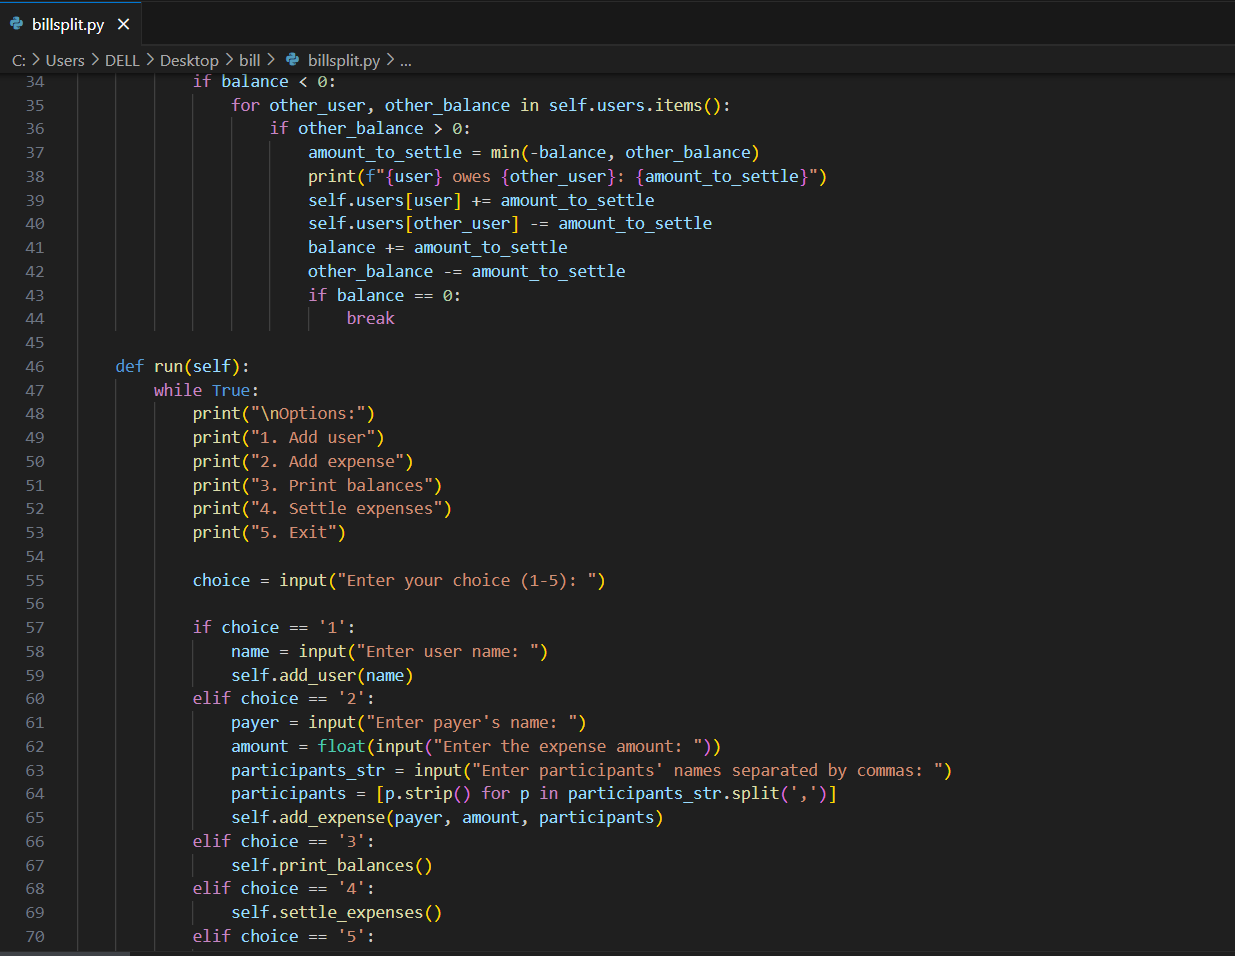 billsplit.py
C: > Users > DELL > Desktop > bill > billsplit.py > ...
34 if balance < 0:
35 for other_user, other_balance in self.users.items():
36 if other_balance > 0:
37 amount_to_settle = min(-balance, other_balance)
38 print(f"{user} owes {other_user}: {amount_to_settle}")
39 self.users[user] += amount_to_settle
40 self.users[other_user] -= amount_to_settle
41 balance += amount_to_settle
42 other_balance -= amount_to_settle
43 if balance == 0:
44 break
45
46 def run(self):
47 while True:
48 print("\nOptions:")
49 print("1. Add user")
50 print("2. Add expense")
51 print("3. Print balances")
52 print("4. Settle expenses")
53 print("5. Exit")
54
55 choice = input("Enter your choice (1-5): ")
56
57 if choice == '1':
58 name = input("Enter user name: ")
59 self.add_user(name)
60 elif choice == '2':
61 payer = input("Enter payer's name: ")
62 amount = float(input("Enter the expense amount: "))
63 participants_str = input("Enter participants' names separated by commas: ")
64 participants = [p.strip() for p in participants_str.split(',')]
65 self.add_expense(payer, amount, participants)
66 elif choice == '3':
67 self.print_balances()
68 elif choice == '4':
69 self.settle_expenses()
70 elif choice == '5':